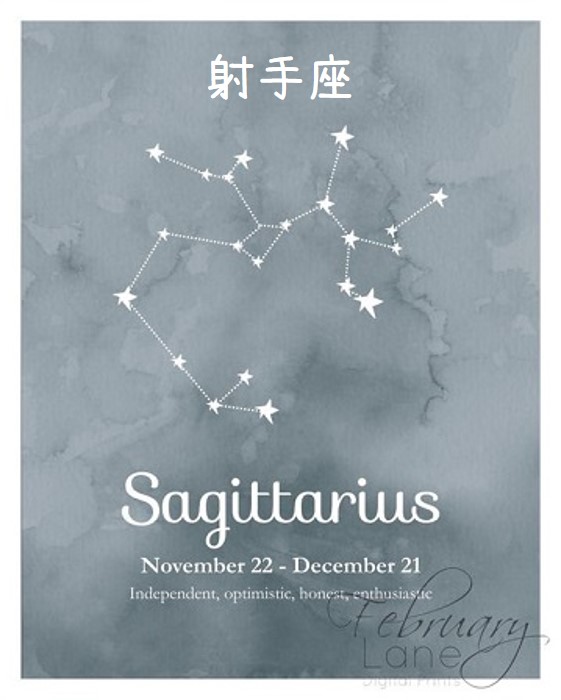 射手座
Sagittarius
November 22 - December 21
Independent, optimistic, honest, enthusiastic
February
Lane
Digital Prints